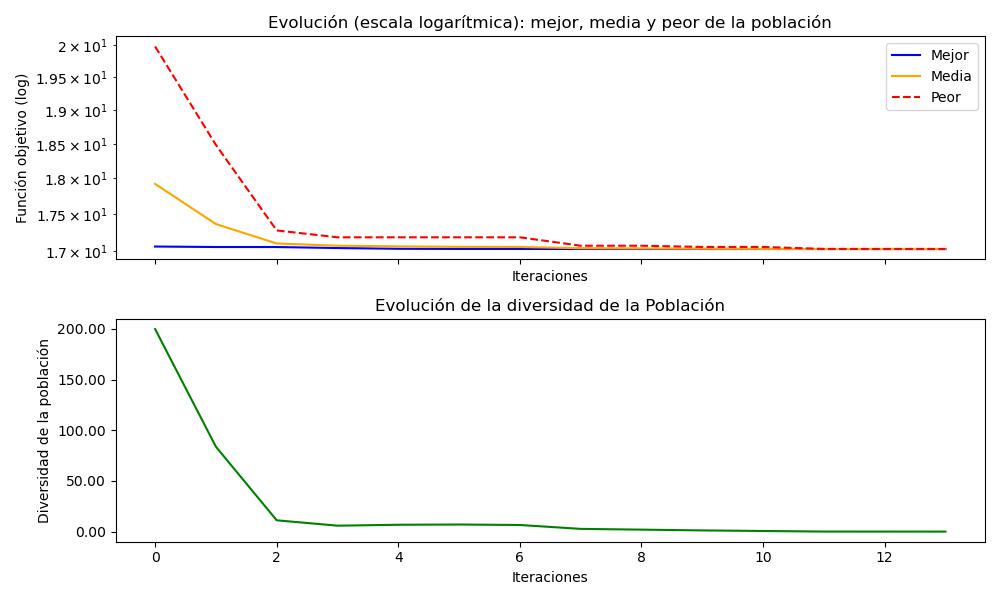 Evolución (escala logarítmica): mejor, media y peor de la población
Función objetivo (log)
2 × 10¹
1.95 × 10¹
1.9 × 10¹
1.85 × 10¹
1.8 × 10¹
1.75 × 10¹
1.7 × 10¹
Mejor
Media
Peor
Iteraciones
Evolución de la diversidad de la Población
Diversidad de la población
200.00
150.00
100.00
50.00
0.00
0 2 4 6 8 10 12
Iteraciones